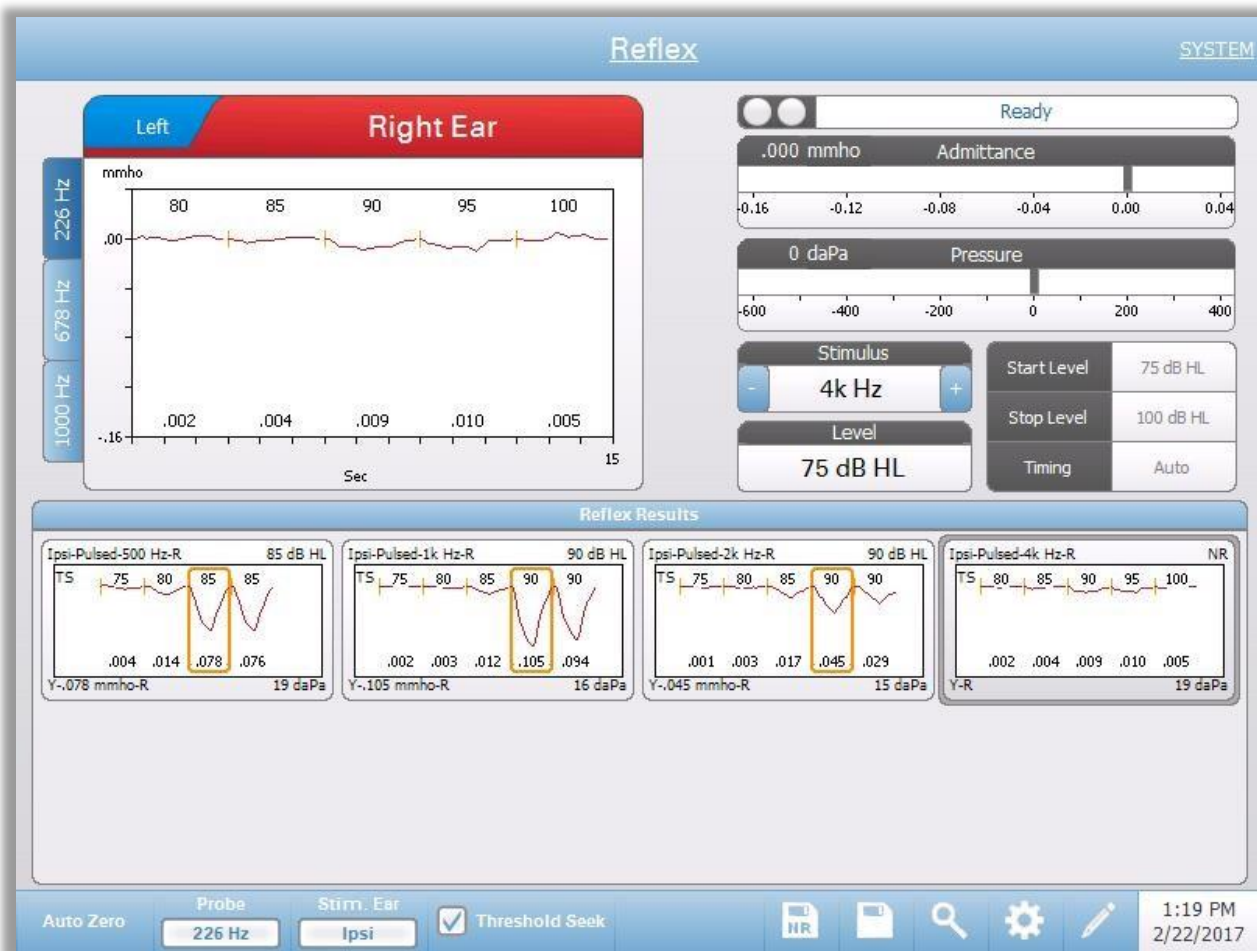 Reflex
SYSTEM
Left
Right Ear
226 Hz
678 Hz
1000 Hz
mmho
80 85 90 95 100
.00
.002 .004 .009 .010 .005
-.16
15
Sec
Ready
.000 mmho Admittance
-0.16 -0.12 -0.08 -0.04 0.00 0.04
0 daPa Pressure
-600 -400 -200 0 200 400
Stimulus
- 4k Hz +
Level
75 dB HL
Start Level 75 dB HL
Stop Level 100 dB HL
Timing Auto
Reflex Results
Ipsi-Pulsed-500 Hz-R 85 dB HL
TS 75 80 85 85
.004 .014 .078 .076
Y-.078 mmho-R 19 daPa
Ipsi-Pulsed-1k Hz-R 90 dB HL
TS 75 80 85 90 90
.002 .003 .012 .105 .094
Y-.105 mmho-R 16 daPa
Ipsi-Pulsed-2k Hz-R 90 dB HL
TS 75 80 85 90 90
.001 .003 .017 .045 .029
Y-.045 mmho-R 15 daPa
Ipsi-Pulsed-4k Hz-R NR
TS 80 85 90 95 100
.002 .004 .009 .010 .005
Y-R 19 daPa
Auto Zero
Probe
226 Hz
Stim. Ear
Ipsi
Threshold Seek
NR
1:19 PM
2/22/2017